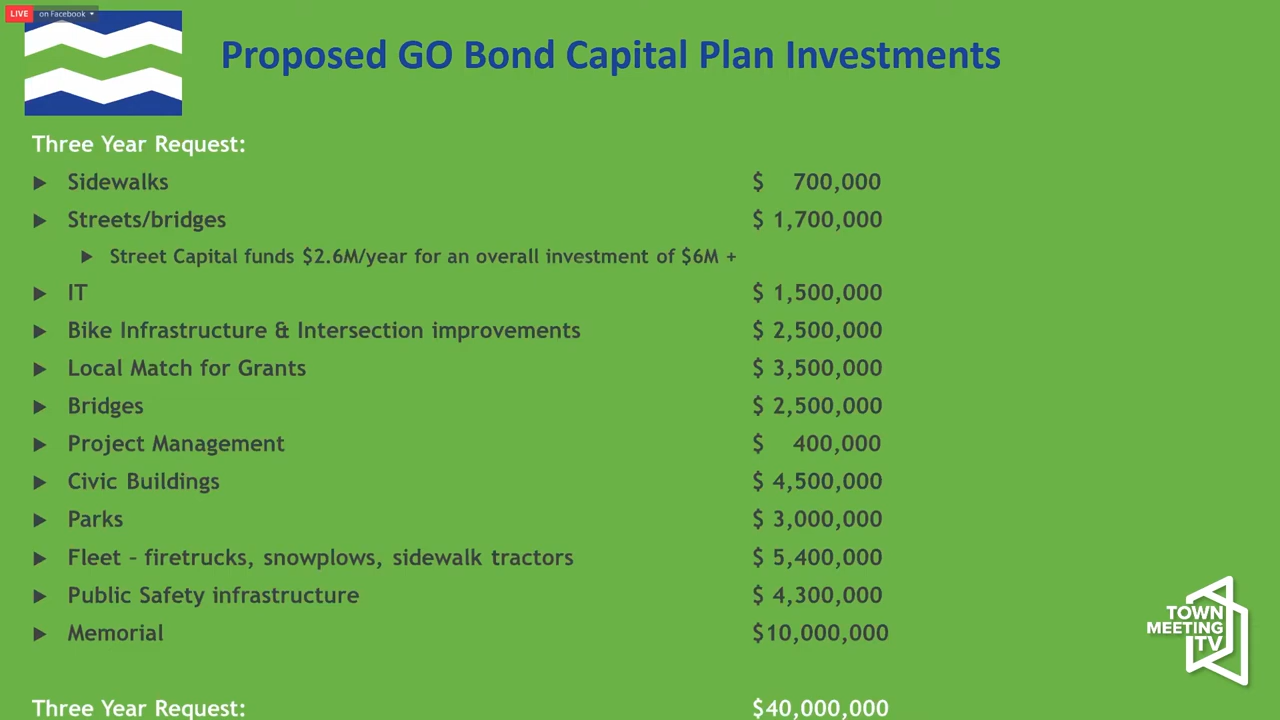 LIVE on Facebook
Proposed GO Bond Capital Plan Investments
Three Year Request:
Sidewalks $ 700,000
Streets/bridges $ 1,700,000
Street Capital funds $2.6M/year for an overall investment of $6M +
IT $ 1,500,000
Bike Infrastructure & Intersection improvements $ 2,500,000
Local Match for Grants $ 3,500,000
Bridges $ 2,500,000
Project Management $ 400,000
Civic Buildings $ 4,500,000
Parks $ 3,000,000
Fleet – firetrucks, snowplows, sidewalk tractors $ 5,400,000
Public Safety infrastructure $ 4,300,000
Memorial $10,000,000
Three Year Request: $40,000,000
TOWN
MEETING
TV